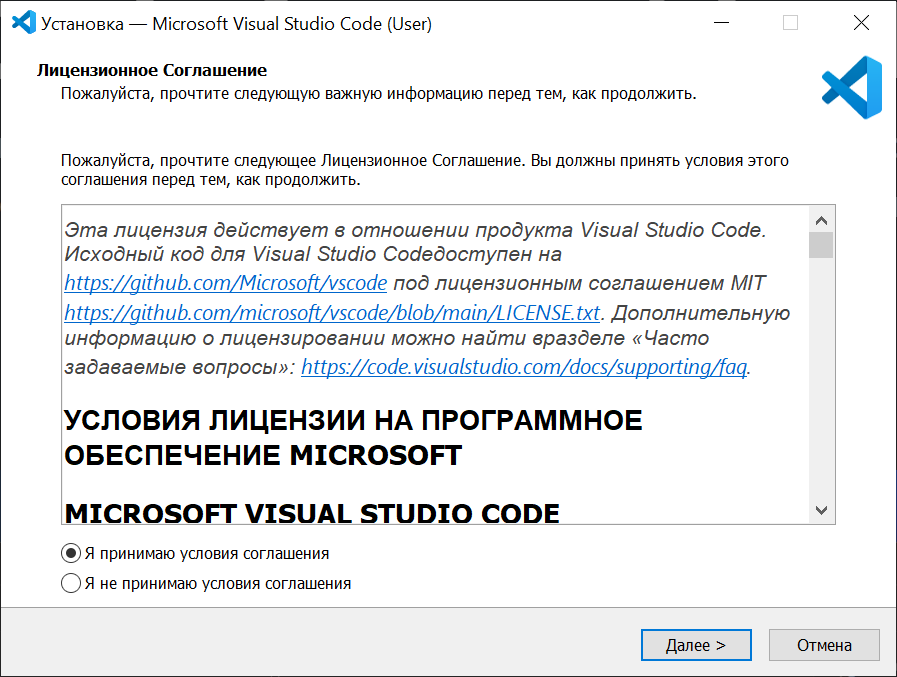 Установка — Microsoft Visual Studio Code (User)
Лицензионное Соглашение
Пожалуйста, прочтите следующую важную информацию перед тем, как продолжить.
Пожалуйста, прочтите следующее Лицензионное Соглашение. Вы должны принять условия этого
соглашения перед тем, как продолжить.
Эта лицензия действует в отношении продукта Visual Studio Code.
Исходный код для Visual Studio Codeдоступен на
https://github.com/Microsoft/vscode под лицензионным соглашением MIT
https://github.com/microsoft/vscode/blob/main/LICENSE.txt. Дополнительную
информацию о лицензировании можно найти вразделе «Часто
задаваемые вопросы»: https://code.visualstudio.com/docs/supporting/faq.
УСЛОВИЯ ЛИЦЕНЗИИ НА ПРОГРАММНОЕ
ОБЕСПЕЧЕНИЕ MICROSOFT
MICROSOFT VISUAL STUDIO CODE
Я принимаю условия соглашения
Я не принимаю условия соглашения
Далее >
Отмена